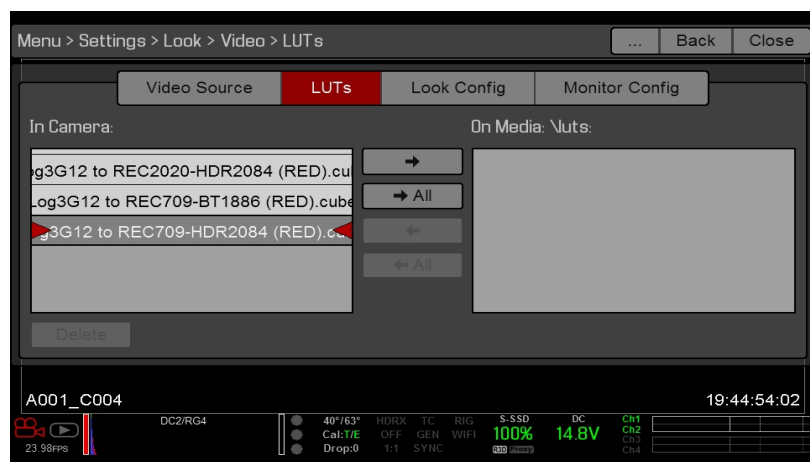 Menu > Settings > Look > Video > LUTs ... Back Close
Video Source LUTs Look Config Monitor Config
In Camera: On Media: \luts:
og3G12 to REC2020-HDR2084 (RED).cu
Log3G12 to REC709-BT1886 (RED).cube
g3G12 to REC709-HDR2084 (RED).cu
→
→ All
←
← All
Delete
A001_C004 19:44:54:02
DC2/RG4 40°/63° HDRX TC RIG S-SSD DC Ch1
Cal:T/E OFF GEN WIFI 100% 14.8V Ch2
Ch3
23.98FPS Drop:0 1:1 SYNC R3D Proxy Ch4